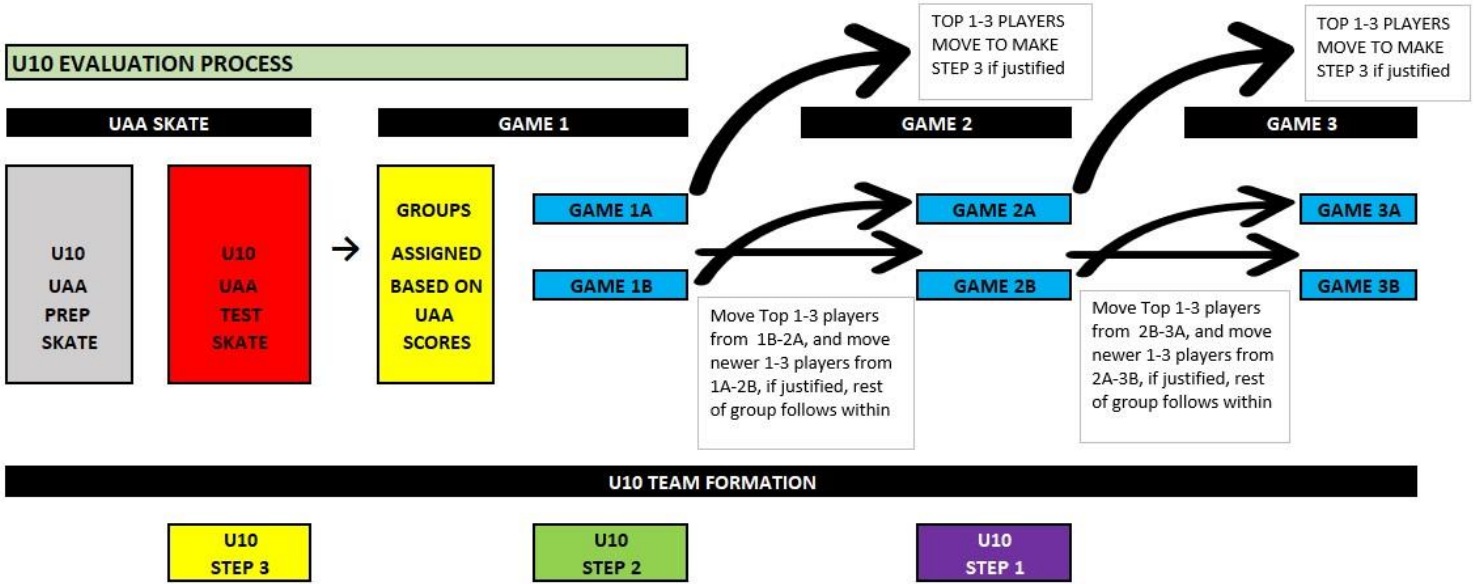 TOP 1-3 PLAYERS
MOVE TO MAKE
STEP 3 if justified
TOP 1-3 PLAYERS
MOVE TO MAKE
STEP 3 if justified
U10 EVALUATION PROCESS
UAA SKATE
GAME 1
GAME 2
GAME 3
U10
UAA
PREP
SKATE
U10
UAA
TEST
SKATE
GROUPS
ASSIGNED
BASED ON
UAA
SCORES
GAME 1A
GAME 2A
GAME 3A
GAME 1B
GAME 2B
GAME 3B
Move Top 1-3 players
from 1B-2A, and move
newer 1-3 players from
1A-2B, if justified, rest
of group follows within
Move Top 1-3 players
from 2B-3A, and move
newer 1-3 players from
2A-3B, if justified, rest
of group follows within
U10 TEAM FORMATION
U10
STEP 3
U10
STEP 2
U10
STEP 1